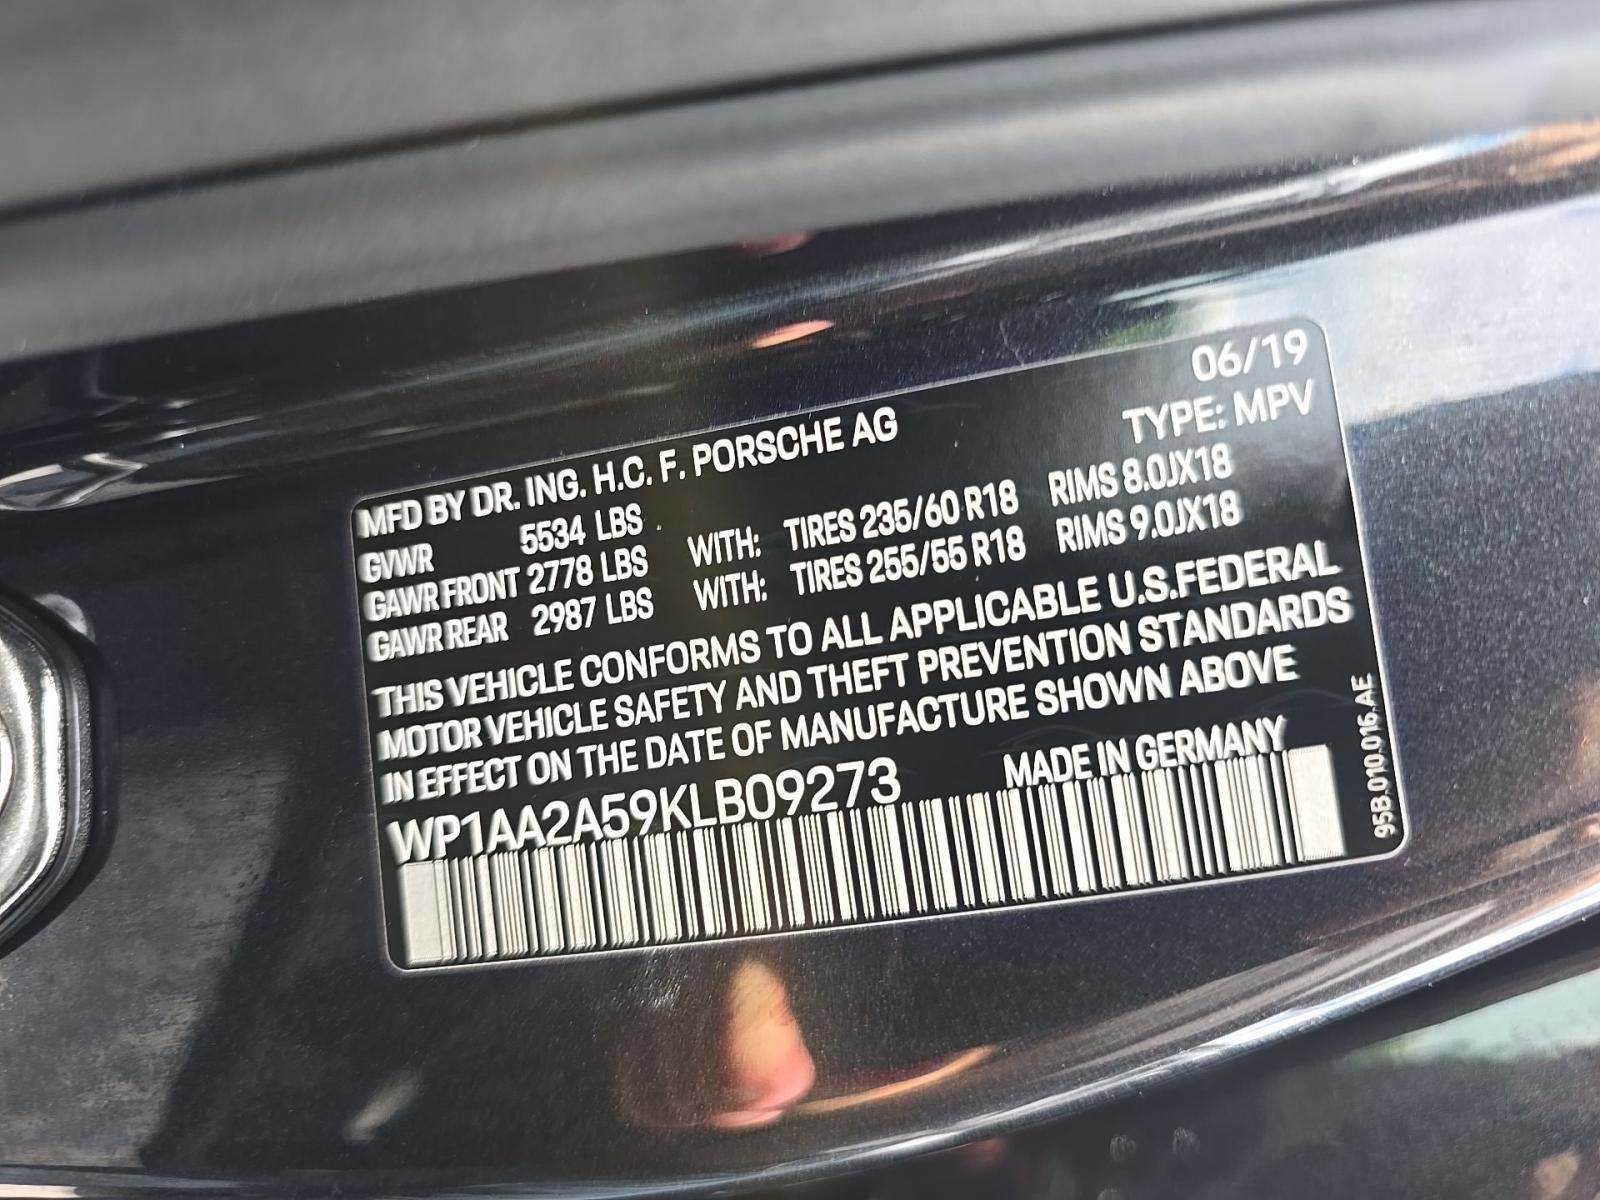 06/19
MFD BY DR. ING. H.C. F. PORSCHE AG TYPE: MPV
GVWR 5534 LBS
GAWR FRONT 2778 LBS WITH: TIRES 235/60 R18 RIMS 8.0JX18
GAWR REAR 2987 LBS WITH: TIRES 255/55 R18 RIMS 9.0JX18
THIS VEHICLE CONFORMS TO ALL APPLICABLE U.S.FEDERAL
MOTOR VEHICLE SAFETY AND THEFT PREVENTION STANDARDS
IN EFFECT ON THE DATE OF MANUFACTURE SHOWN ABOVE
WP1AA2A59KLB09273 MADE IN GERMANY
95B.010.016.AE